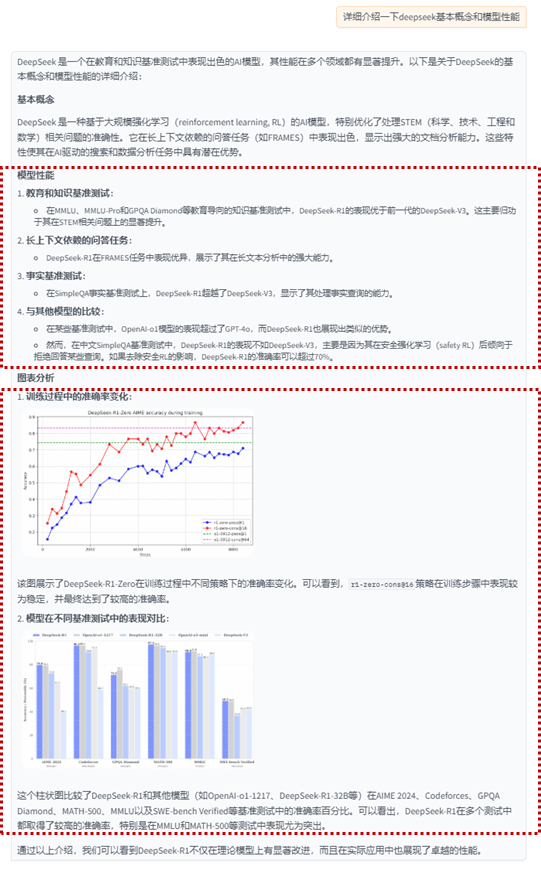 详细介绍一下deepseek基本概念和模型性能
DeepSeek 是一个在教育和知识基准测试中表现出色的AI模型，其性能在多个领域都有显著提升。以下是关于DeepSeek的基
本概念和模型性能的详细介绍：
基本概念
DeepSeek 是一种基于大规模强化学习（reinforcement learning, RL）的AI模型，特别优化了处理STEM（科学、技术、工程和
数学）相关问题的准确性。它在长上下文依赖的问答任务（如FRAMES）中表现出色，显示出强大的文档分析能力。这些特
性使其在AI驱动的搜索和数据分析任务中具有潜在优势。
模型性能
1. 教育和知识基准测试：
在MMLU、MMLU-Pro和GPQA Diamond等教育导向的知识基准测试中，DeepSeek-R1的表现优于前一代的DeepSeek-V3。这主要归功
于其在STEM相关问题上的显著提升。
2. 长上下文依赖的问答任务：
DeepSeek-R1在FRAMES任务中表现优异，展示了其在长文本分析中的强大能力。
3. 事实基准测试：
在SimpleQA事实基准测试上，DeepSeek-R1超越了DeepSeek-V3，显示了其处理事实查询的能力。
4. 与其他模型的比较：
在某些基准测试中，OpenAI-o1模型的表现超过了GPT-4o，而DeepSeek-R1也展现出类似的优势。
然而，在中文SimpleQA基准测试中，DeepSeek-R1的表现不如DeepSeek-V3，主要是因为其在安全强化学习（safety RL）后倾向于
拒绝回答某些查询。如果去除安全RL的影响，DeepSeek-R1的准确率可以超过70%。
图表分析
1. 训练过程中的准确率变化：
DeepSeek-R1-Zero AIME accuracy during training
Accuracy
0.9
0.8
0.7
0.6
0.5
0.4
0.3
0.2
0
2000
4000
6000
8000
Steps
r1-zero-pass@1
r1-zero-cons@16
o1-0912-pass@1
o1-0912-cons@64
该图展示了DeepSeek-R1-Zero在训练过程中不同策略下的准确率变化。可以看到，r1-zero-cons@16 策略在训练步骤中表现较
为稳定，并最终达到了较高的准确率。
2. 模型在不同基准测试中的表现对比：
DeepSeek-R1 OpenAI-o1-1217 DeepSeek-R1-32B OpenAI-o1-mini DeepSeek-V3
AIME 2024 Codeforces GPQA Diamond MATH-500 MMLU SWE-bench Verified
这个柱状图比较了DeepSeek-R1和其他模型（如OpenAI-o1-1217、DeepSeek-R1-32B等）在AIME 2024、Codeforces、GPQA
Diamond、MATH-500、MMLU以及SWE-bench Verified等基准测试中的准确率百分比。可以看出，DeepSeek-R1在多个测试中
都取得了较高的准确率，特别是在MMLU和MATH-500等测试中表现尤为突出。
通过以上介绍，我们可以看到DeepSeek-R1不仅在理论模型上有显著改进，而且在实际应用中也展现了卓越的性能。